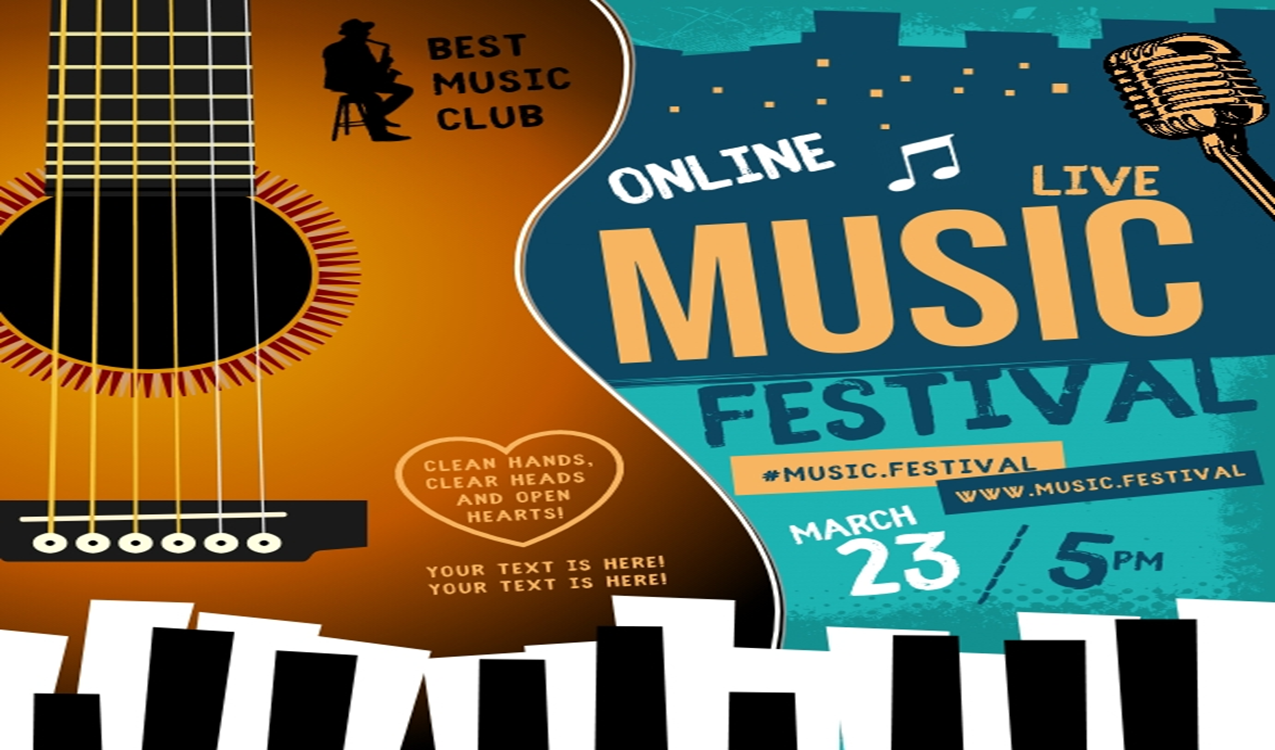 BEST
MUSIC
CLUB
ONLINE
LIVE
MUSIC
FESTIVAL
#MUSIC.FESTIVAL
WWW.MUSIC.FESTIVAL
MARCH
23 / 5PM
CLEAN HANDS,
CLEAR HEADS
AND OPEN
HEARTS!
YOUR TEXT IS HERE!
YOUR TEXT IS HERE!